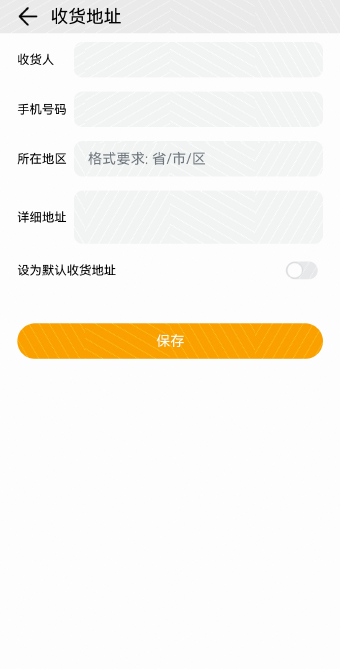 收货地址
收货人
手机号码
所在地区 格式要求: 省/市/区
详细地址
设为默认收货地址
保存